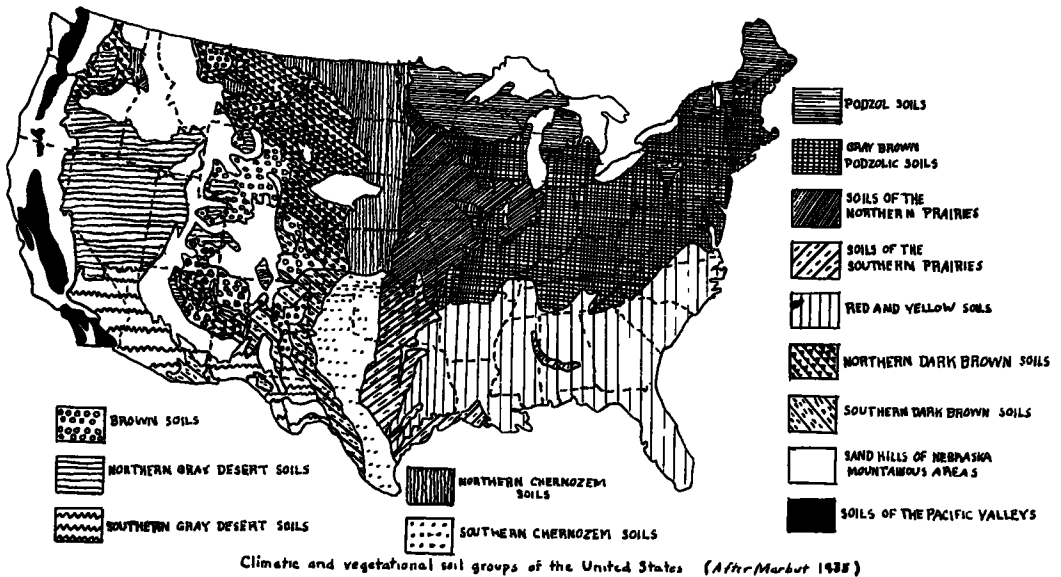 PODZOL SOILS
GRAY BROWN
PODZOLIC SOILS
SOILS OF THE
NORTHERN PRAIRIES
SOILS OF THE
SOUTHERN PRAIRIES
RED AND YELLOW SOILS
NORTHERN DARK BROWN SOILS
SOUTHERN DARK BROWN SOILS
SAND HILLS OF NEBRASKA
MOUNTAINOUS AREAS
SOILS OF THE PACIFIC VALLEYS
BROWN SOILS
NORTHERN GRAY DESERT SOILS
SOUTHERN GRAY DESERT SOILS
NORTHERN CHERNOZEM
SOILS
SOUTHERN CHERNOZEM SOILS
Climatic and vegetational soil groups of the United States (After Marbut 1935)